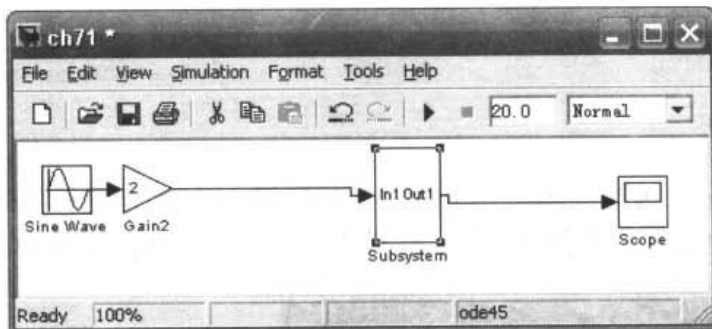 ch71 *
File Edit View Simulation Format Tools Help
20.0 Normal
2
In1 Out1
Sine Wave Gain2
Subsystem
Scope
Ready 100% ode45